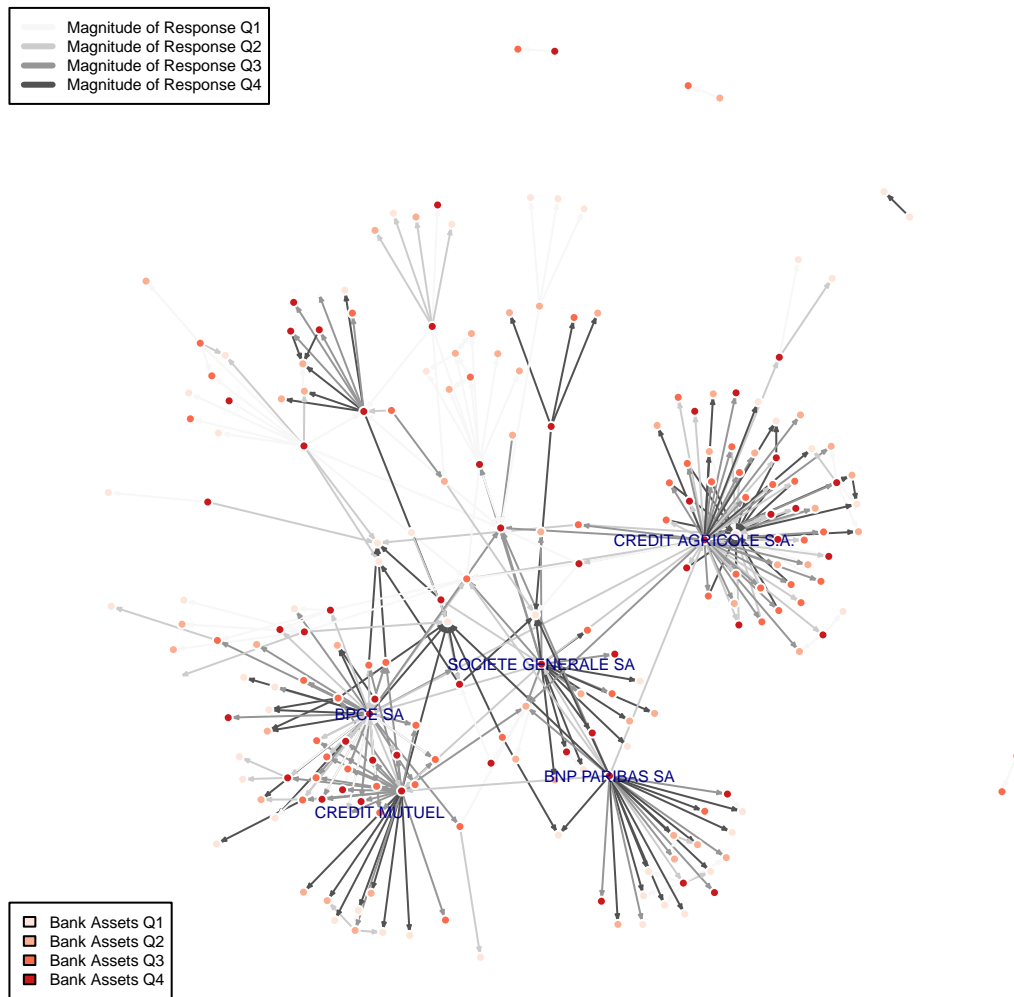 Magnitude of Response Q1
Magnitude of Response Q2
Magnitude of Response Q3
Magnitude of Response Q4
CREDIT AGRICOLE S.A.
SOCIETE GENERALE SA
BPCE SA
BNP PARIBAS SA
CREDIT MUTUEL
Bank Assets Q1
Bank Assets Q2
Bank Assets Q3
Bank Assets Q4